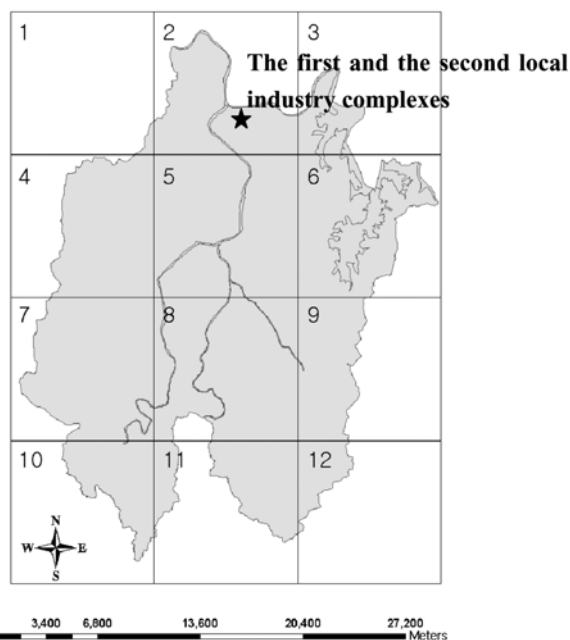 1 2 3
The first and the second local
industry complexes
4 5 6
7 8 9
10 11 12
N
W E
S
3,400 6,800 13,600 20,400 27,200
Meters